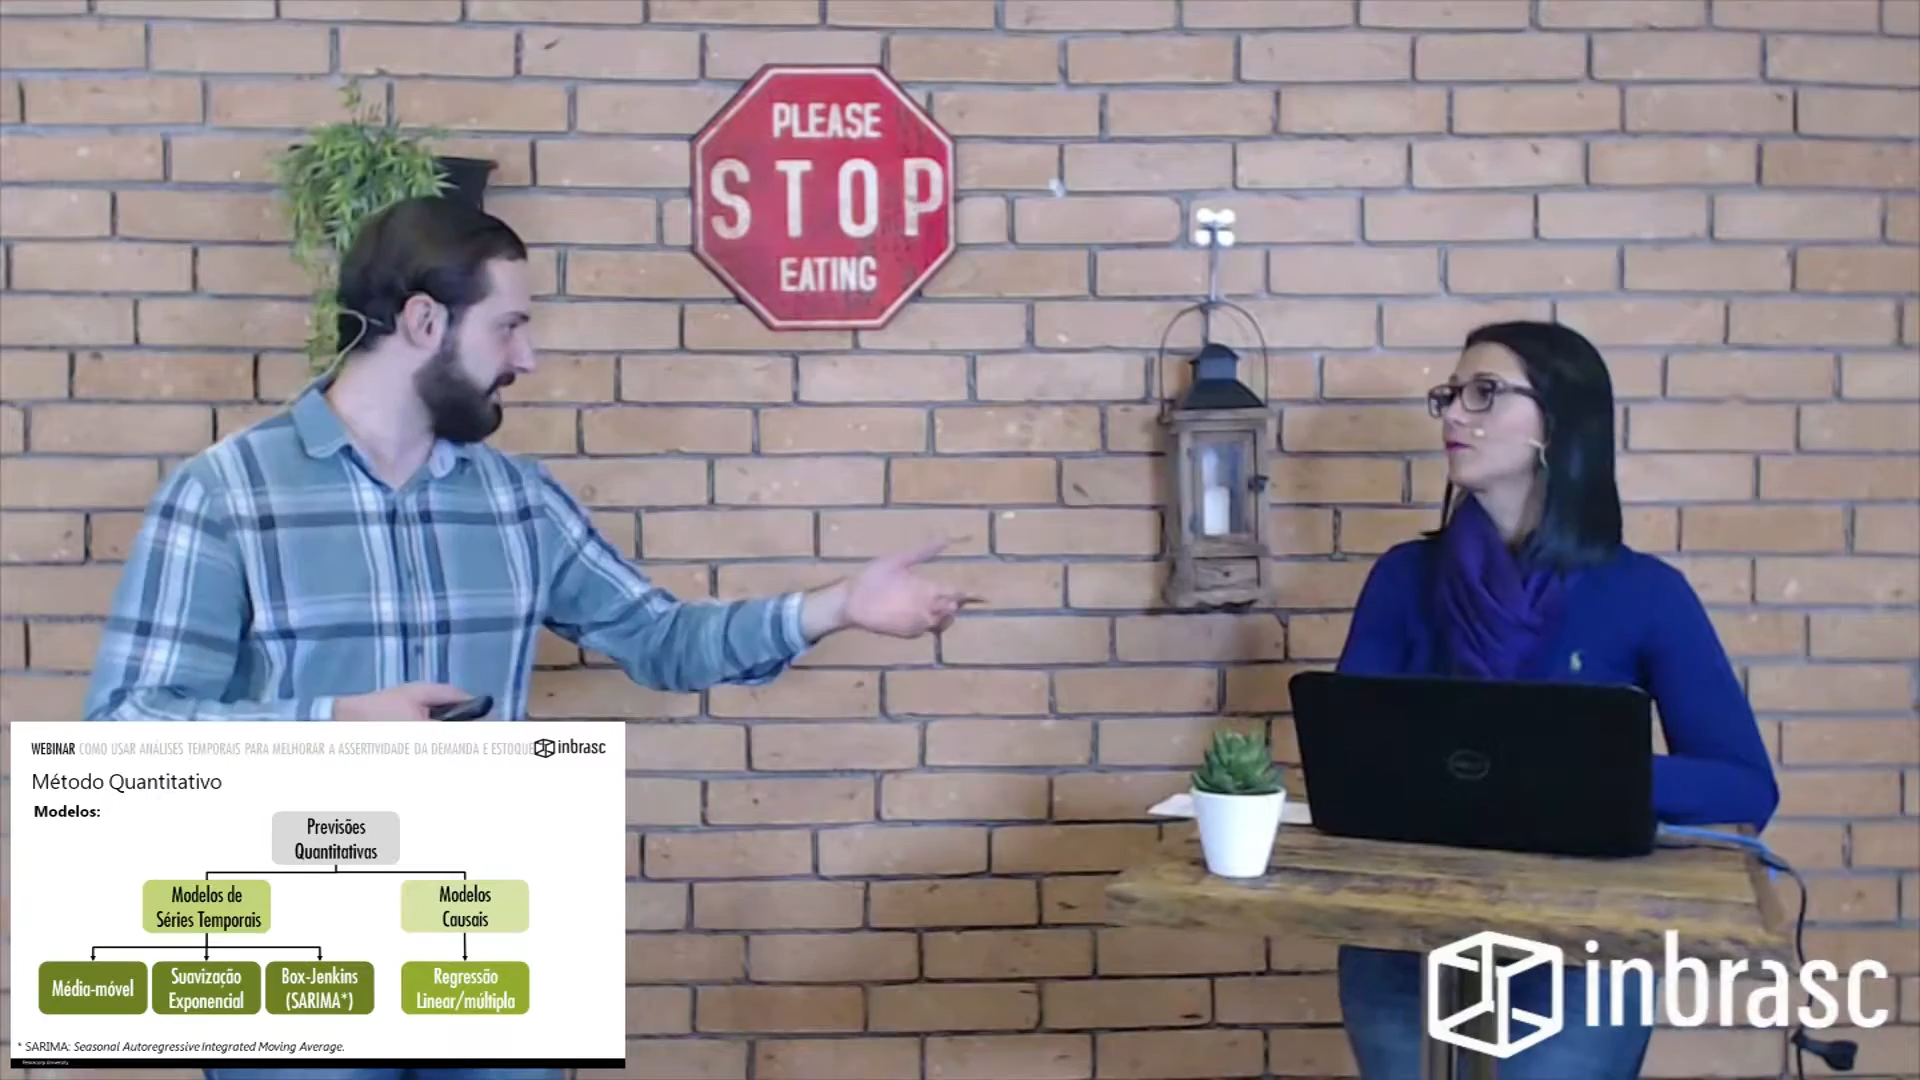 PLEASE
STOP
EATING
WEBINAR COMO USAR ANÁLISES TEMPORAIS PARA MELHORAR A ASSERTIVIDADE DA DEMANDA E ESTOQUE
inbrasc
Método Quantitativo
Modelos:
Previsões
Quantitativas
Modelos de
Séries Temporais
Modelos
Causais
Média-móvel
Suavização
Exponencial
Box-Jenkins
(SARIMA*)
Regressão
Linear/múltipla
* SARIMA: Seasonal Autoregressive Integrated Moving Average.
DELL
inbrasc